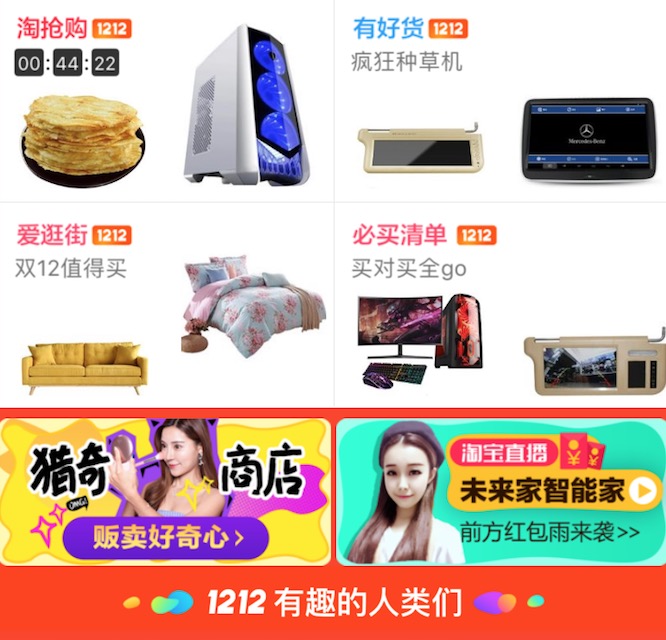 淘抢购 1212
00:44:22
有好货 1212
疯狂种草机
Mercedes-Benz
爱逛街 1212
双12值得买
必买清单 1212
买对买全go
猎奇商店
OMG!
贩卖好奇心 >
淘宝直播
未来家智能家
前方红包雨来袭>>
1212 有趣的人类们